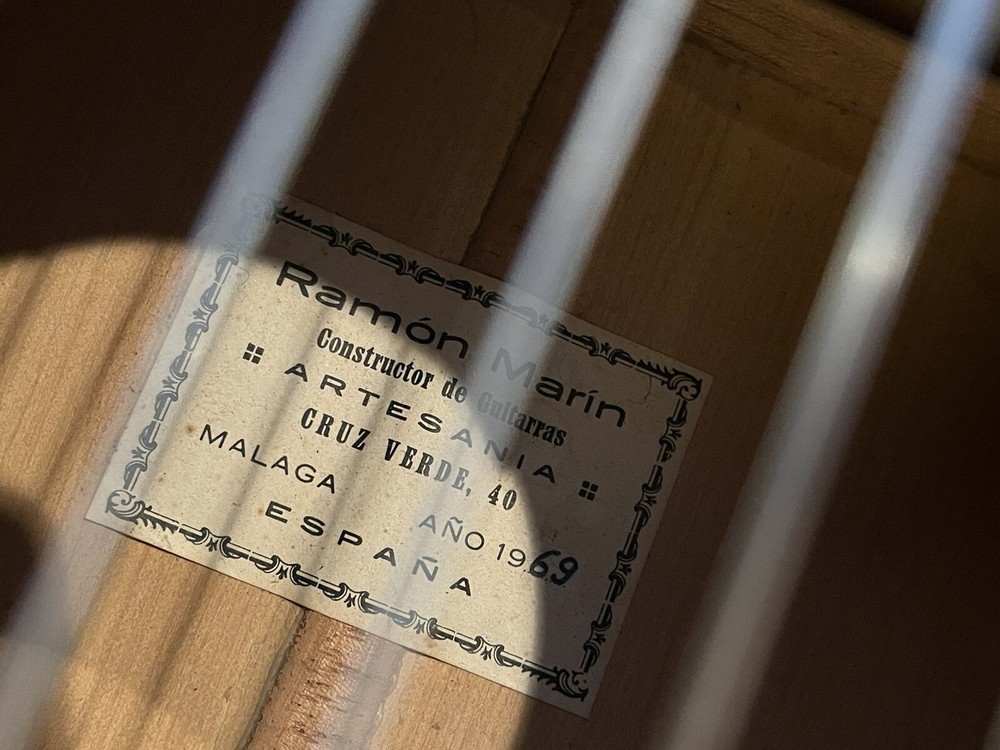 Ramón Marín
Constructor de Guitarras
ARTESANIA
CRUZ VERDE, 40
MALAGA AÑO 1969
ESPAÑA